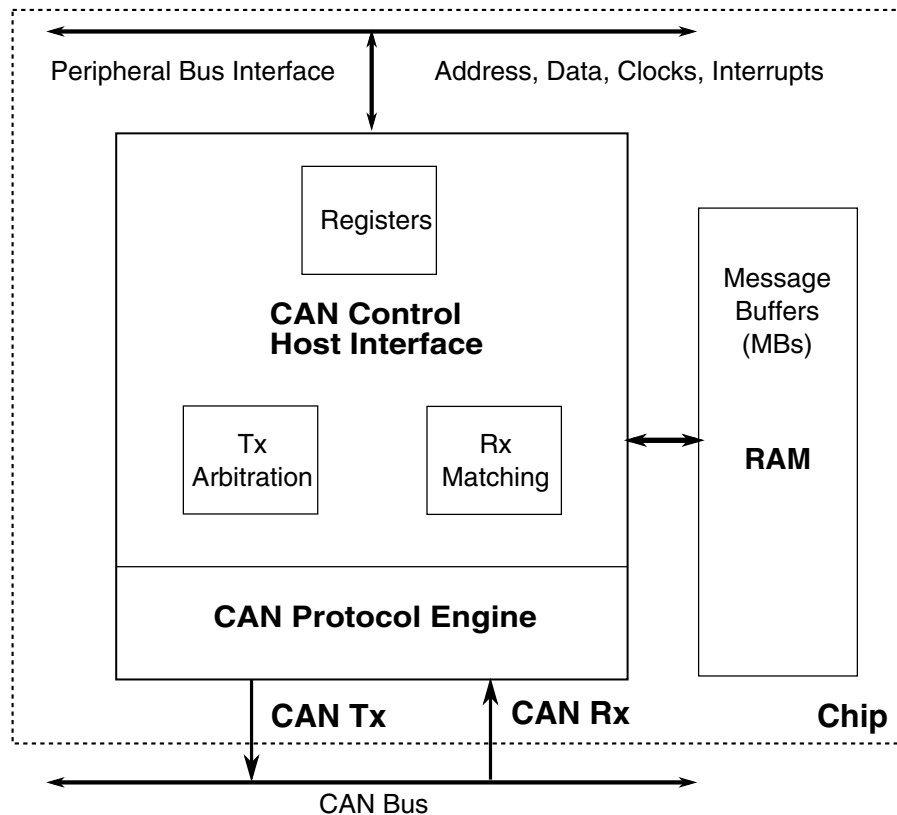 Peripheral Bus Interface
Address, Data, Clocks, Interrupts
Registers
CAN Control
Host Interface
Tx
Arbitration
Rx
Matching
Message
Buffers
(MBs)
RAM
CAN Protocol Engine
CAN Tx
CAN Rx
Chip
CAN Bus